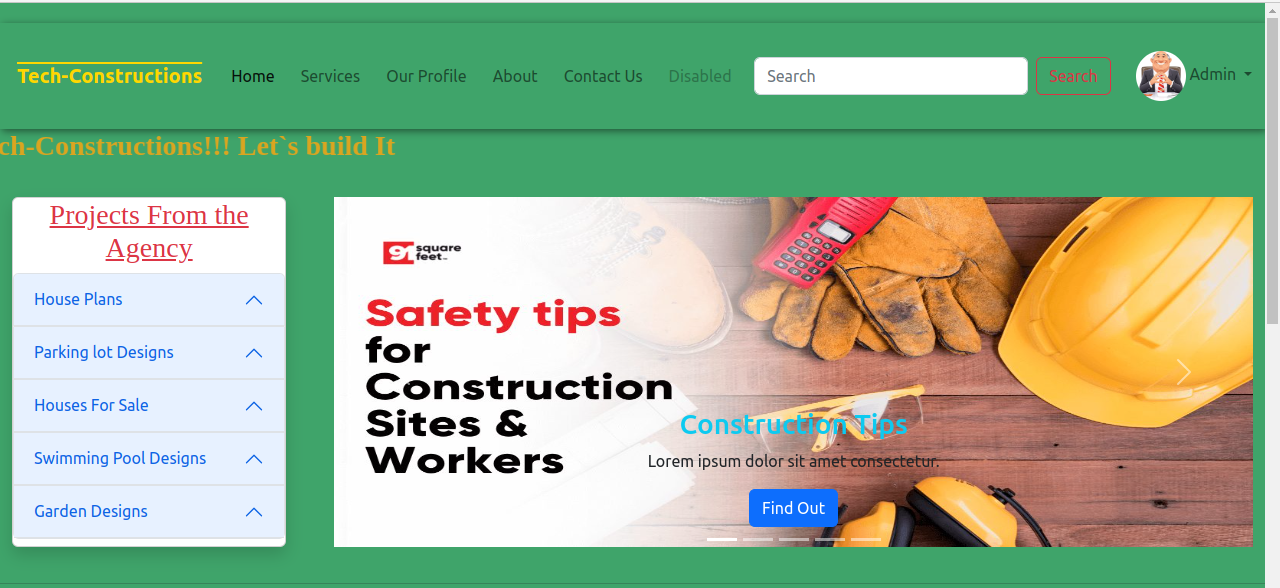 Tech-Constructions
Home Services Our Profile About Contact Us Disabled Search Search Admin
ch-Constructions!!! Let`s build It
Projects From the
Agency
House Plans
Parking lot Designs
Houses For Sale
Swimming Pool Designs
Garden Designs
91 square
feet
Safety tips
for
Construction
Sites &
Workers
Construction Tips
Lorem ipsum dolor sit amet consectetur.
Find Out